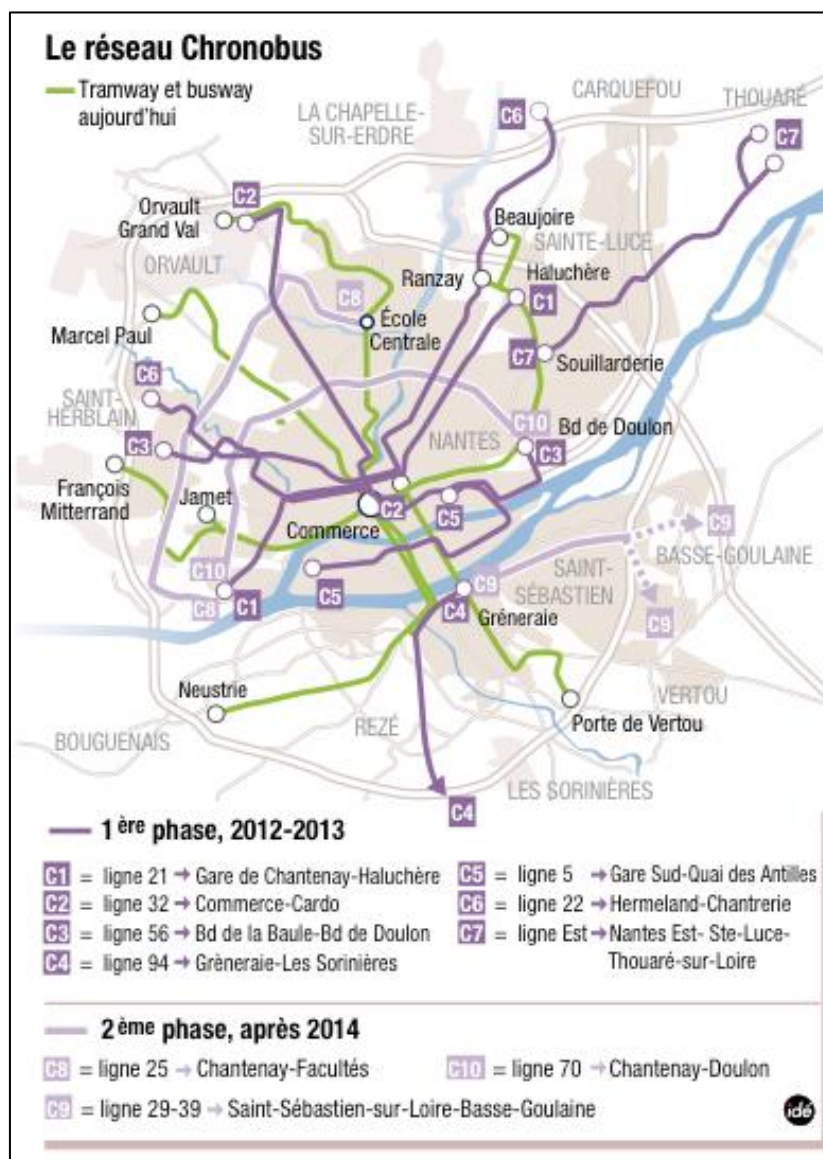 Le réseau Chronobus
Tramway et busway
aujourd'hui
LA CHAPELLE-
SUR-ERDRE
C6
CARQUEFOU
THOUARÉ
C7
C2
Orvault
Grand Val
ORVAULT
Beaujoire
SAINTE-LUCE
Ranzay
Haluchère
C8
C1
École
Centrale
Marcel Paul
C7
Souillarderie
C6
SAINT-
HERBLAIN
C3
C10
Bd de Doulon
NANTES
C3
François
Mitterrand
Jamet
Commerce
C2
C5
C9
BASSE-GOULAINE
C10
C8
C1
C5
C9
C4
SAINT-
SÉBASTIEN
C9
Gréneraie
Neustrie
VERTOU
Porte de Vertou
REZÉ
BOUGUENAIS
LES SORINIÈRES
C4
1ère phase, 2012-2013
C1 = ligne 21 → Gare de Chantenay-Haluchère
C2 = ligne 32 → Commerce-Cardo
C3 = ligne 56 → Bd de la Baule-Bd de Doulon
C4 = ligne 94 → Grèneraie-Les Sorinières
C5 = ligne 5 → Gare Sud-Quai des Antilles
C6 = ligne 22 → Hermeland-Chantrerie
C7 = ligne Est → Nantes Est- Ste-Luce-
Thouaré-sur-Loire
2ème phase, après 2014
C8 = ligne 25 → Chantenay-Facultés
C10 = ligne 70 → Chantenay-Doulon
C9 = ligne 29-39 → Saint-Sébastien-sur-Loire-Basse-Goulaine
idé